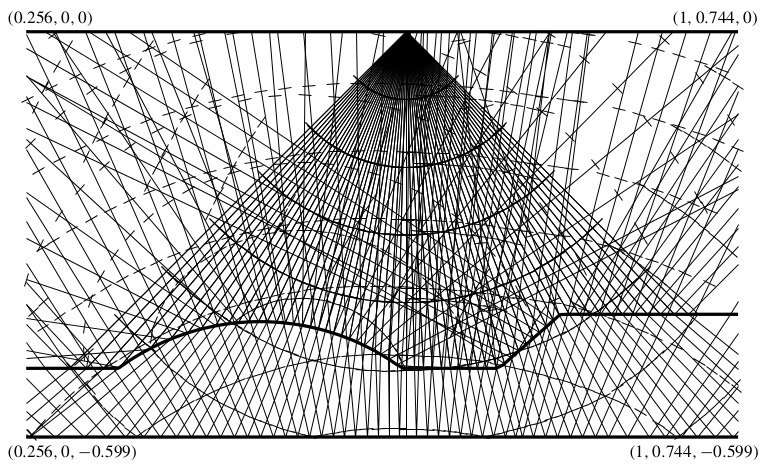 (0.256, 0, 0) (1, 0.744, 0)
(0.256, 0, −0.599) (1, 0.744, −0.599)